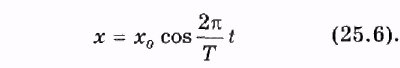 x = x₀ cos 2π/T t (25.6).